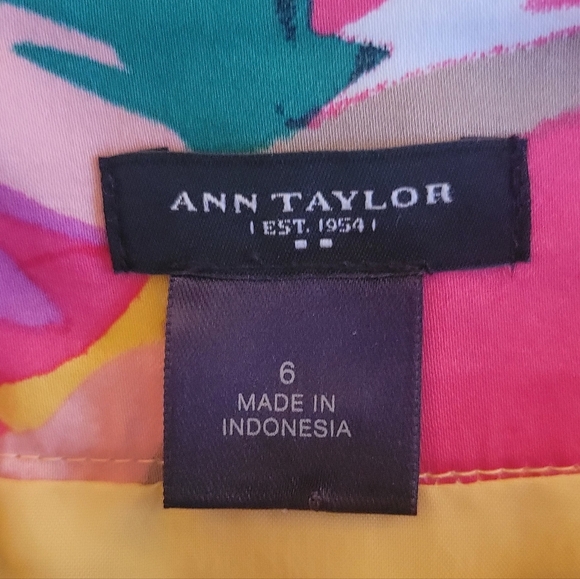 ANN TAYLOR
EST. 1954
6
MADE IN
INDONESIA